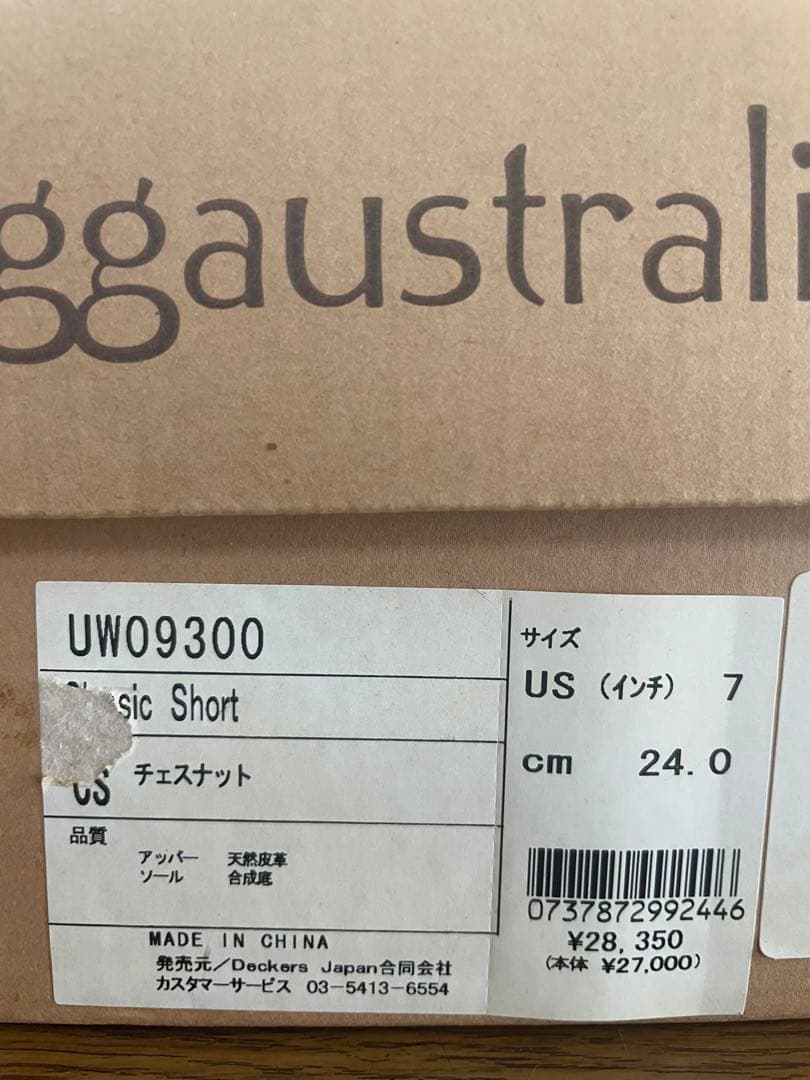 ggaustrali
UW09300
Classic Short
CS チェスナット
品質
アッパー 天然皮革
ソール 合成底
MADE IN CHINA
発売元／Deckers Japan合同会社
カスタマーサービス 03-5413-6554
サイズ
US (インチ) 7
cm 24.0
0737872992446
¥28,350
(本体 ¥27,000)